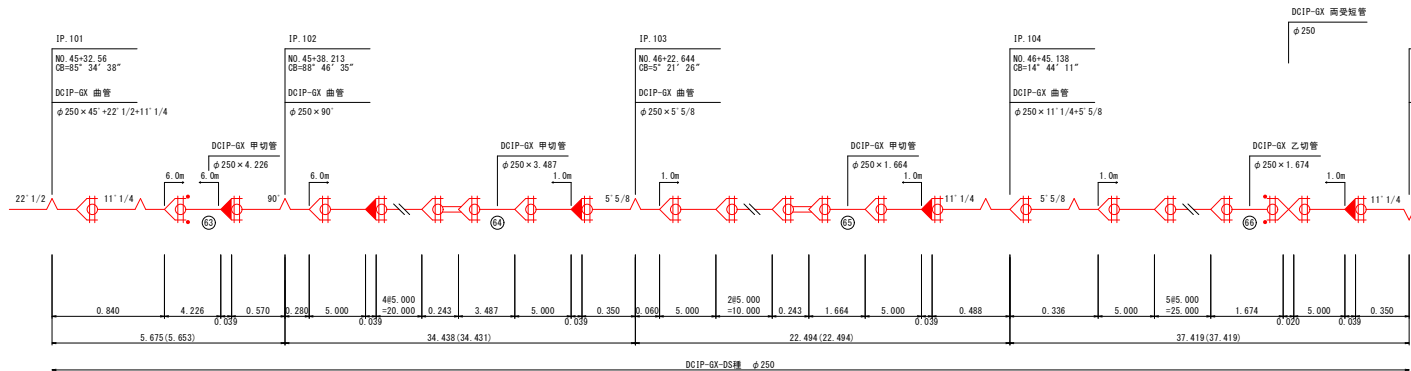 DCIP-GX 両受短管
φ250
IP.101
NO.45+32.56
CB=85° 34′ 38″
DCIP-GX 曲管
φ250×45°+22°1/2+11°1/4
IP.102
NO.45+38.213
CB=88° 46′ 35″
DCIP-GX 曲管
φ250×90°
IP.103
NO.46+22.644
CB=5° 21′ 26″
DCIP-GX 曲管
φ250×5°5/8
IP.104
NO.46+45.138
CB=14° 44′ 11″
DCIP-GX 曲管
φ250×11°1/4+5°5/8
DCIP-GX 甲切管
φ250×4.226
DCIP-GX 甲切管
φ250×3.487
DCIP-GX 甲切管
φ250×1.664
DCIP-GX 乙切管
φ250×1.674
6.0m 6.0m 6.0m 1.0m 1.0m 1.0m 1.0m 1.0m
22°1/2 11°1/4 90° 5°5/8 11°1/4 5°5/8 11°1/4
63 64 65 66
4@5.000 2@5.000 5@5.000
0.840 4.226 0.570 0.280 5.000 =20.000 0.243 3.487 5.000 0.350 0.060 5.000 =10.000 0.243 1.664 5.000 0.488 0.336 5.000 =25.000 1.674 5.000 0.350
0.039 0.039 0.039 0.039 0.020 0.039
5.675(5.653) 34.438(34.431) 22.494(22.494) 37.419(37.419)
DCIP-GX-DS種 φ250